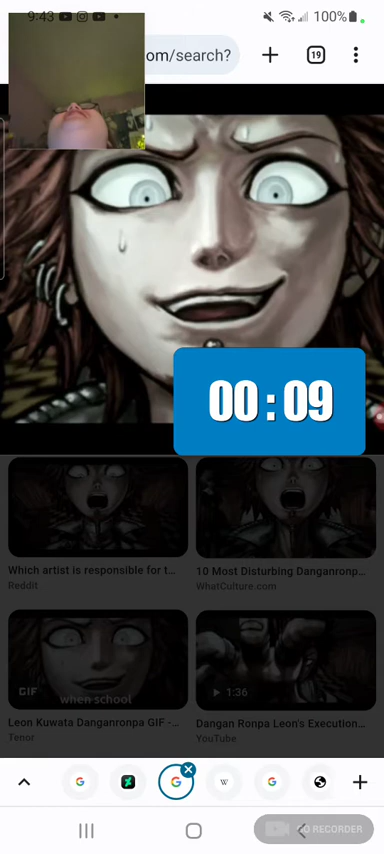 9:43
100%
om/search?
19
00:09
Which artist is responsible for t...
Reddit
10 Most Disturbing Danganronp...
WhatCulture.com
GIF
when school
1:36
Leon Kuwata Danganronpa GIF -...
Tenor
Dangan Ronpa Leon's Execution...
YouTube
G
G
W
G
GO RECORDER